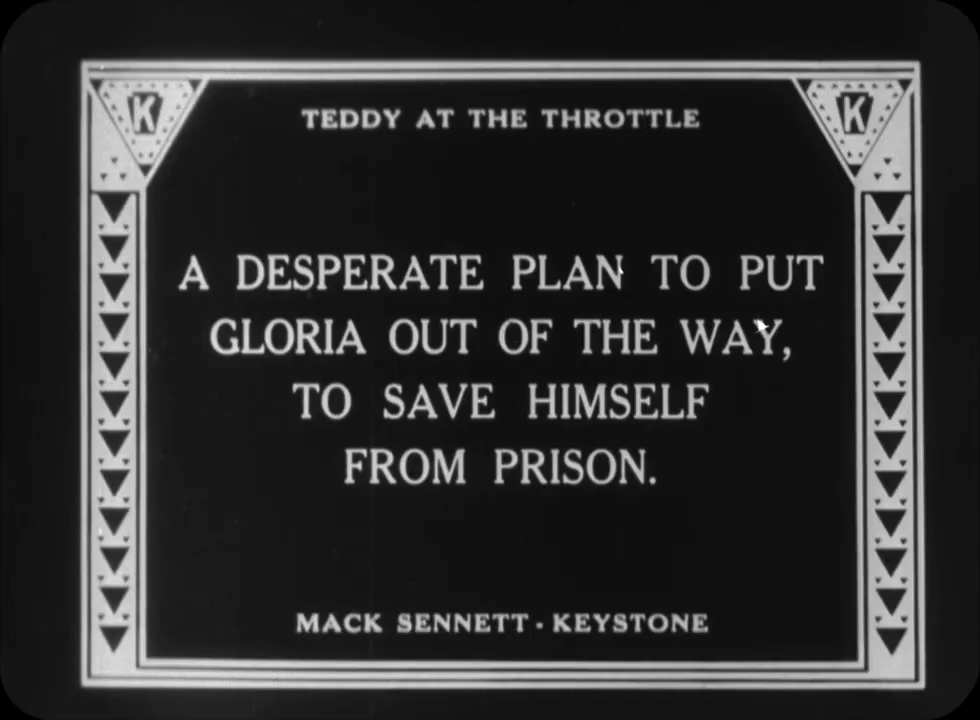 K K
TEDDY AT THE THROTTLE
A DESPERATE PLAN TO PUT
GLORIA OUT OF THE WAY,
TO SAVE HIMSELF
FROM PRISON.
MACK SENNETT · KEYSTONE